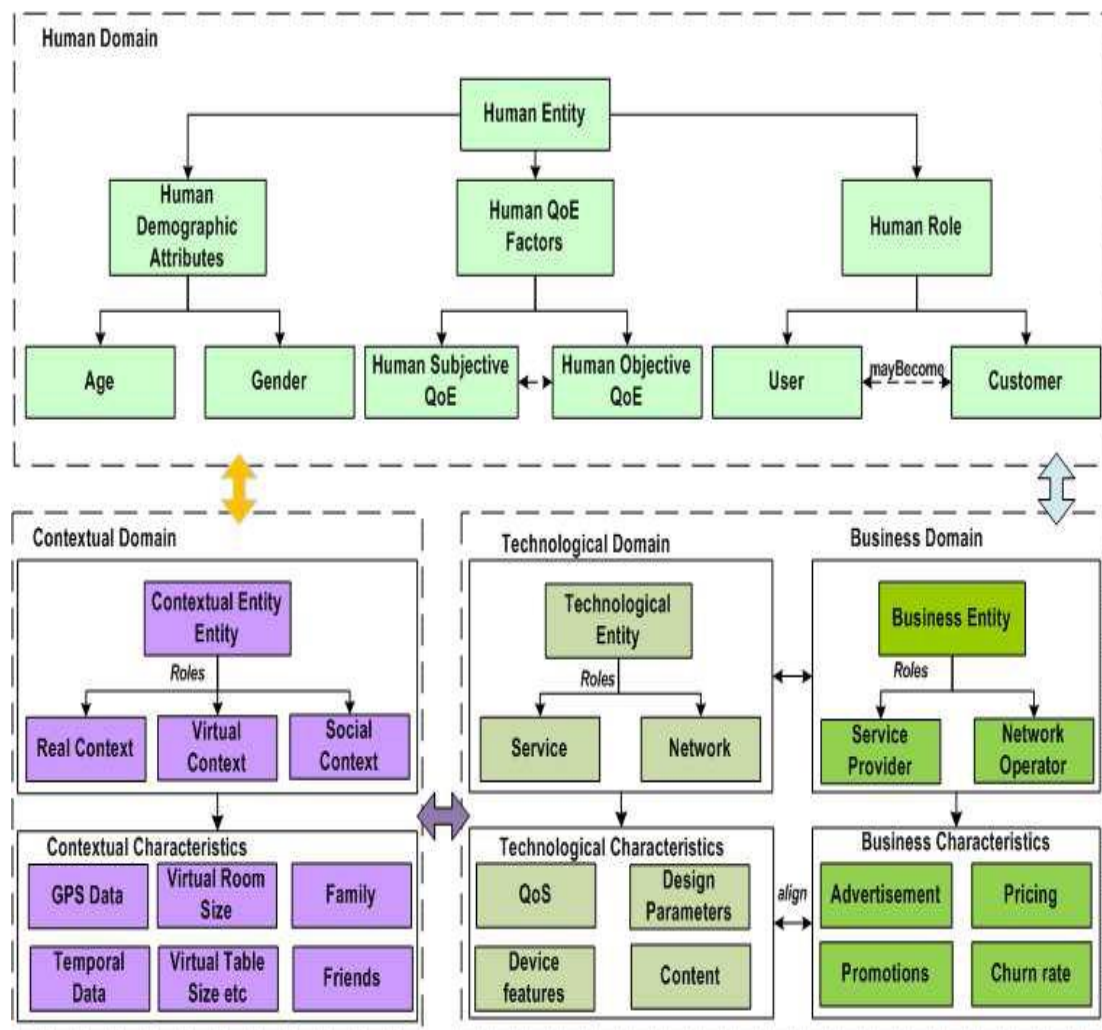 Human Domain
Human Entity
Human
Demographic
Attributes
Human QoE
Factors
Human Role
Age
Gender
Human Subjective
QoE
Human Objective
QoE
User
mayBecome
Customer
Contextual Domain
Contextual Entity
Entity
Roles
Real Context
Virtual
Context
Social
Context
Contextual Characteristics
GPS Data
Virtual Room
Size
Family
Temporal
Data
Virtual Table
Size etc
Friends
Technological Domain
Technological
Entity
Roles
Service
Network
Technological Characteristics
QoS
Design
Parameters
Device
features
Content
align
Business Domain
Business Entity
Roles
Service
Provider
Network
Operator
Business Characteristics
Advertisement
Pricing
Promotions
Churn rate